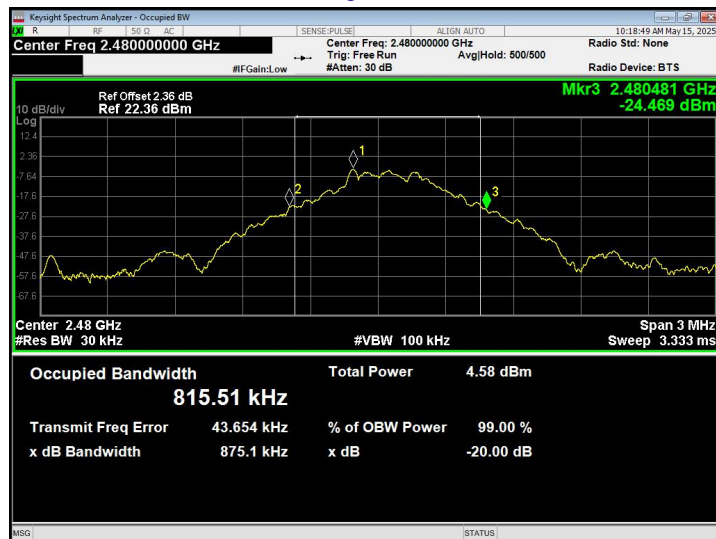 Keysight Spectrum Analyzer - Occupied BW
R RF 50 Ω AC SENSE:PULSE ALIGN AUTO 10:18:49 AM May 15, 2025
Center Freq 2.480000000 GHz Center Freq: 2.480000000 GHz Radio Std: None
Trig: Free Run Avg|Hold: 500/500
#IFGain:Low #Atten: 30 dB Radio Device: BTS
Mkr3 2.480481 GHz
-24.469 dBm
Ref Offset 2.36 dB
10 dB/div Ref 22.36 dBm
Log
12.4
2.36
-7.64
-17.6
-27.6
-37.6
-47.6
-57.6
-67.6
1
2
3
Center 2.48 GHz Span 3 MHz
#Res BW 30 kHz #VBW 100 kHz Sweep 3.333 ms
Occupied Bandwidth Total Power 4.58 dBm
815.51 kHz
Transmit Freq Error 43.654 kHz % of OBW Power 99.00 %
x dB Bandwidth 875.1 kHz x dB -20.00 dB
MSG STATUS